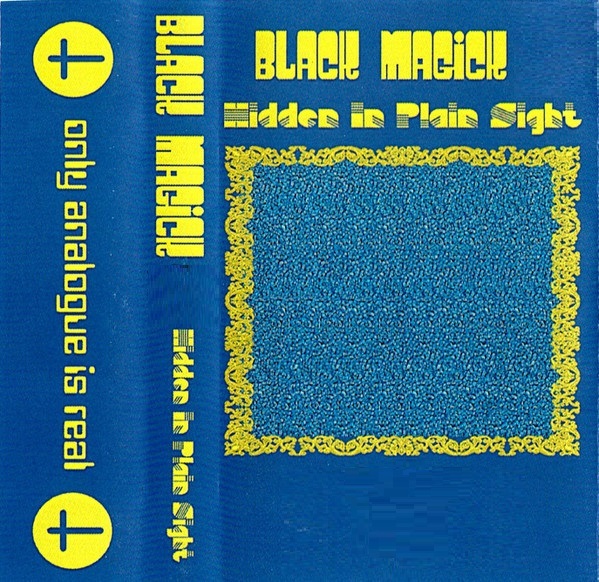 only analogue is real
BLACK MAGiCK
Hidden in Plain Sight
BLACK MAGiCK
Hidden in Plain Sight